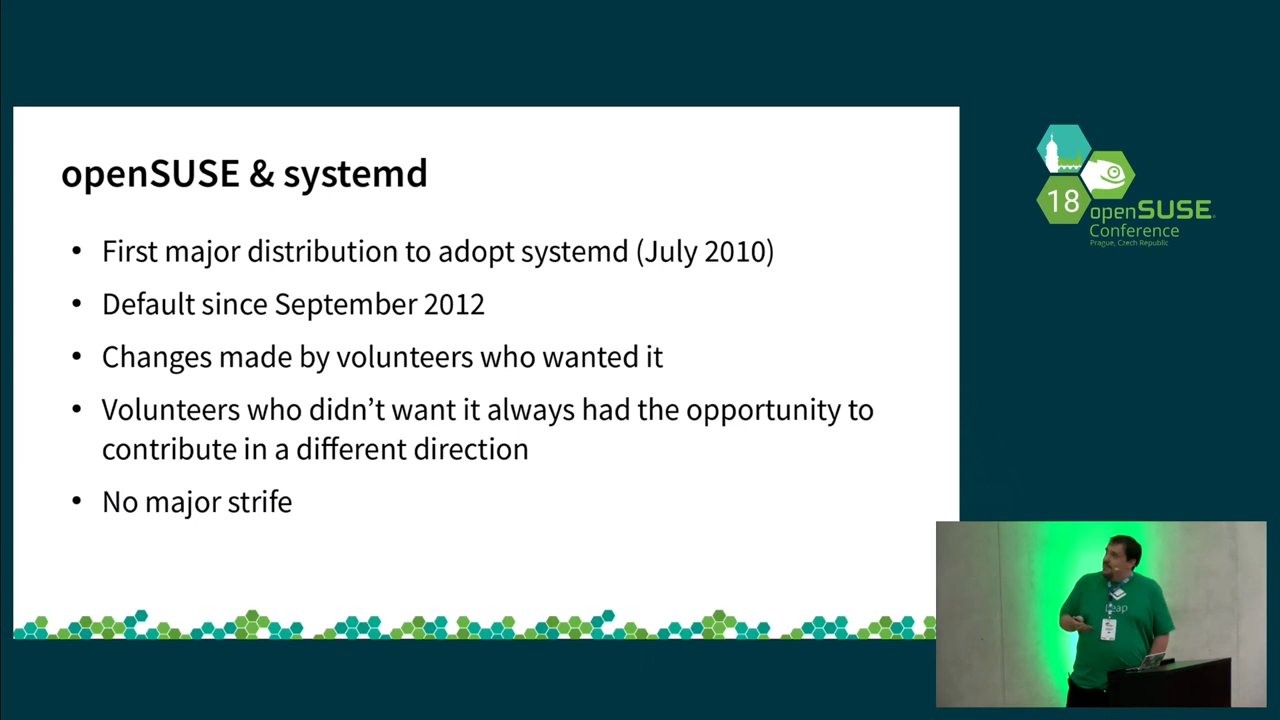 openSUSE & systemd
• First major distribution to adopt systemd (July 2010)
• Default since September 2012
• Changes made by volunteers who wanted it
• Volunteers who didn’t want it always had the opportunity to
contribute in a different direction
• No major strife
18
openSUSE
Conference
Prague, Czech Republic
Leap